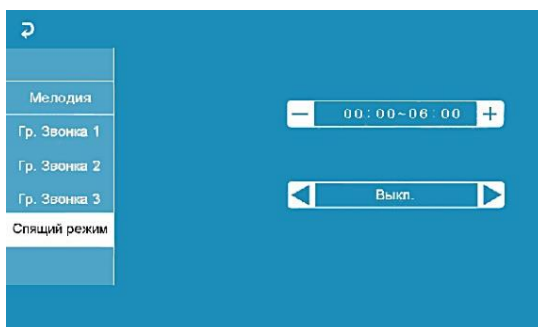 Мелодия
Гр. Звонка 1
Гр. Звонка 2
Гр. Звонка 3
Спящий режим
00:00~06:00
Выкл.